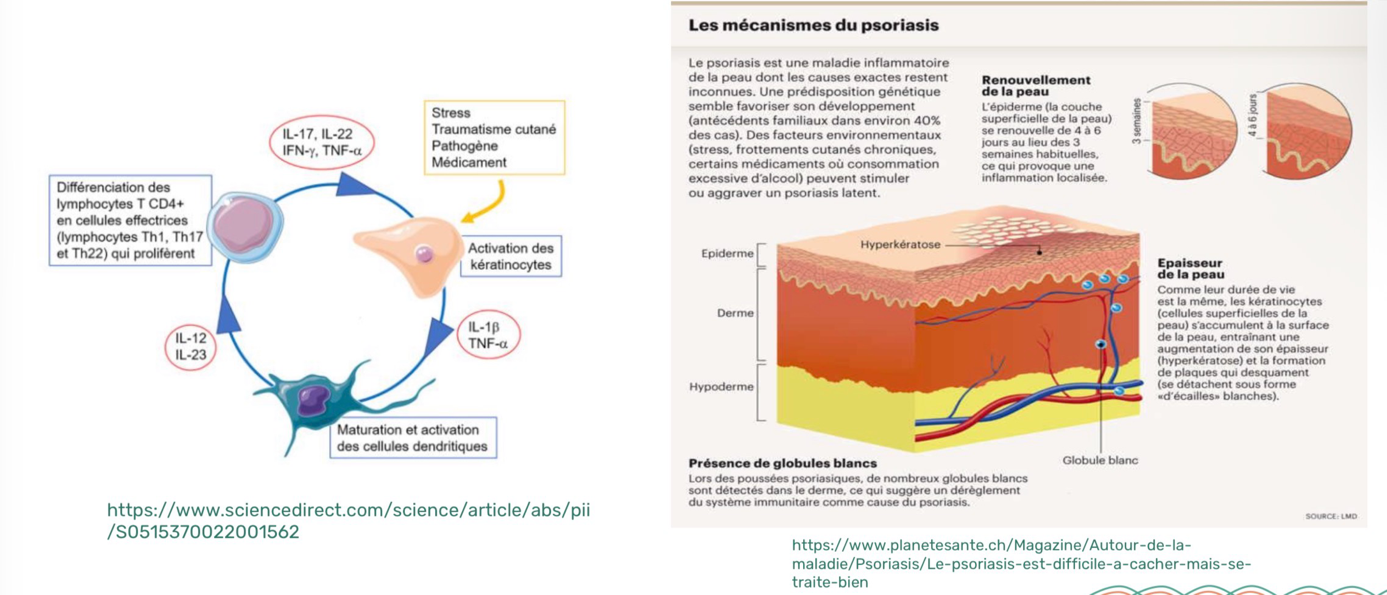 IL-17, IL-22
IFN-γ, TNF-α
Stress
Traumatisme cutané
Pathogène
Médicament
Différenciation des
lymphocytes T CD4+
en cellules effectrices
(lymphocytes Th1, Th17
et Th22) qui prolifèrent
Activation des
kératinocytes
IL-1β
TNF-α
IL-12
IL-23
Maturation et activation
des cellules dendritiques
https://www.sciencedirect.com/science/article/abs/pii
/S0515370022001562
Les mécanismes du psoriasis
Le psoriasis est une maladie inflammatoire
de la peau dont les causes exactes restent
inconnues. Une prédisposition génétique
semble favoriser son développement
(antécédents familiaux dans environ 40%
des cas). Des facteurs environnementaux
(stress, frottements cutanés chroniques,
certains médicaments où consommation
excessive d'alcool) peuvent stimuler
ou aggraver un psoriasis latent.
Renouvellement
de la peau
L'épiderme (la couche
superficielle de la peau)
se renouvelle de 4 à 6
jours au lieu des 3
semaines habituelles,
ce qui provoque une
inflammation localisée.
3 semaines
4 à 6 jours
Hyperkératose
Epiderme
Derme
Hypoderme
Globule blanc
Epaisseur
de la peau
Comme leur durée de vie
est la même, les kératinocytes
(cellules superficielles de la
peau) s'accumulent à la surface
de la peau, entraînant une
augmentation de son épaisseur
(hyperkératose) et la formation
de plaques qui desquament
(se détachent sous forme
«d'écailles» blanches).
Présence de globules blancs
Lors des poussées psoriasiques, de nombreux globules blancs
sont détectés dans le derme, ce qui suggère un dérèglement
du système immunitaire comme cause du psoriasis.
SOURCE: LMD
https://www.planetesante.ch/Magazine/Autour-de-la-
maladie/Psoriasis/Le-psoriasis-est-difficile-a-cacher-mais-se-
traite-bien